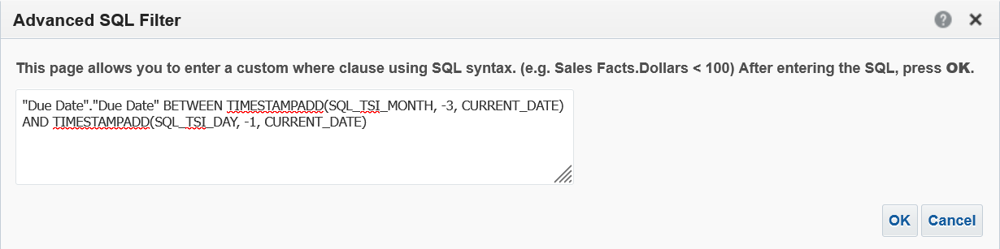 Advanced SQL Filter
?
This page allows you to enter a custom where clause using SQL syntax. (e.g. Sales Facts.Dollars < 100) After entering the SQL, press OK.
"Due Date"."Due Date" BETWEEN TIMESTAMPADD(SQL_TSI_MONTH, -3, CURRENT_DATE)
AND TIMESTAMPADD(SQL_TSI_DAY, -1, CURRENT_DATE)
OK Cancel